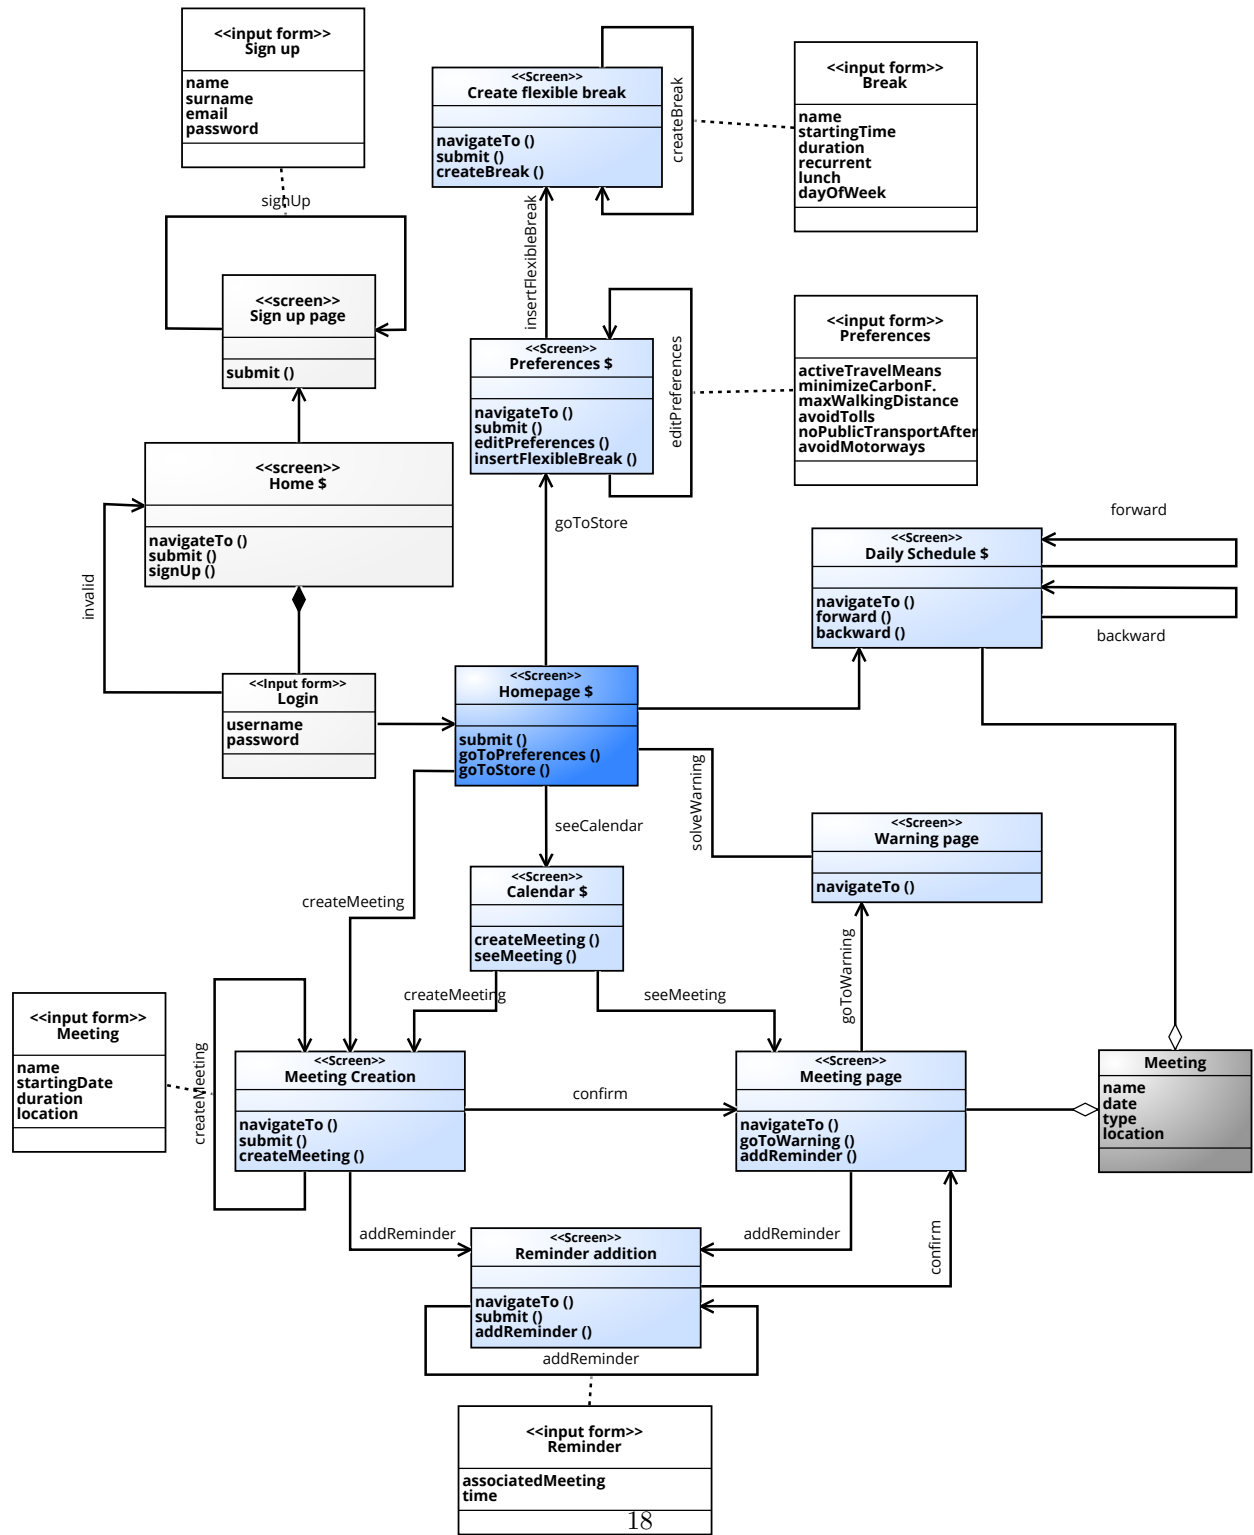 <<input form>>
Sign up
name
surname
email
password
signUp
<<Screen>>
Create flexible break
navigateTo ()
submit ()
createBreak ()
createBreak
<<input form>>
Break
name
startingTime
duration
recurrent
lunch
dayOfWeek
insertFlexibleBreak
<<screen>>
Sign up page
submit ()
<<Screen>>
Preferences $
navigateTo ()
submit ()
editPreferences ()
insertFlexibleBreak ()
editPreferences
<<input form>>
Preferences
activeTravelMeans
minimizeCarbonF.
maxWalkingDistance
avoidTolls
noPublicTransportAfter
avoidMotorways
<<screen>>
Home $
navigateTo ()
submit ()
signUp ()
invalid
goToStore
<<Screen>>
Daily Schedule $
navigateTo ()
forward ()
backward ()
forward
backward
<<Input form>>
Login
username
password
<<Screen>>
Homepage $
submit ()
goToPreferences ()
goToStore ()
solveWarning
seeCalendar
<<Screen>>
Warning page
navigateTo ()
createMeeting
<<Screen>>
Calendar $
createMeeting ()
seeMeeting ()
goToWarning
createMeeting
seeMeeting
<<input form>>
Meeting
name
startingDate
duration
location
createMeeting
<<Screen>>
Meeting Creation
navigateTo ()
submit ()
createMeeting ()
confirm
<<Screen>>
Meeting page
navigateTo ()
goToWarning ()
addReminder ()
Meeting
name
date
type
location
addReminder
addReminder
confirm
<<Screen>>
Reminder addition
navigateTo ()
submit ()
addReminder ()
addReminder
<<input form>>
Reminder
associatedMeeting
time
18